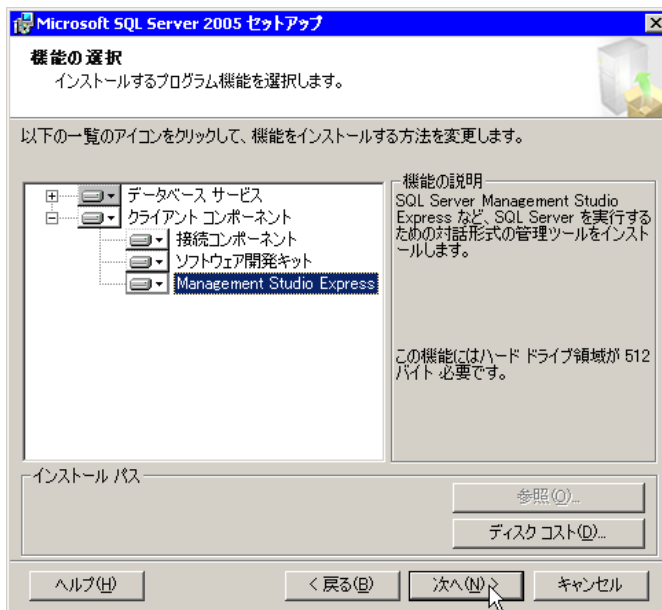 Microsoft SQL Server 2005 セットアップ
機能の選択
インストールするプログラム機能を選択します。
以下の一覧のアイコンをクリックして、機能をインストールする方法を変更します。
データベース サービス
クライアント コンポーネント
接続コンポーネント
ソフトウェア開発キット
Management Studio Express
機能の説明
SQL Server Management Studio
Express など、SQL Server を実行する
ための対話形式の管理ツールをインスト
ールします。
この機能にはハード ドライブ領域が 512
バイト 必要です。
インストール パス
参照(O)...
ディスク コスト(D)...
ヘルプ(H)
< 戻る(B)
次へ(N) >
キャンセル